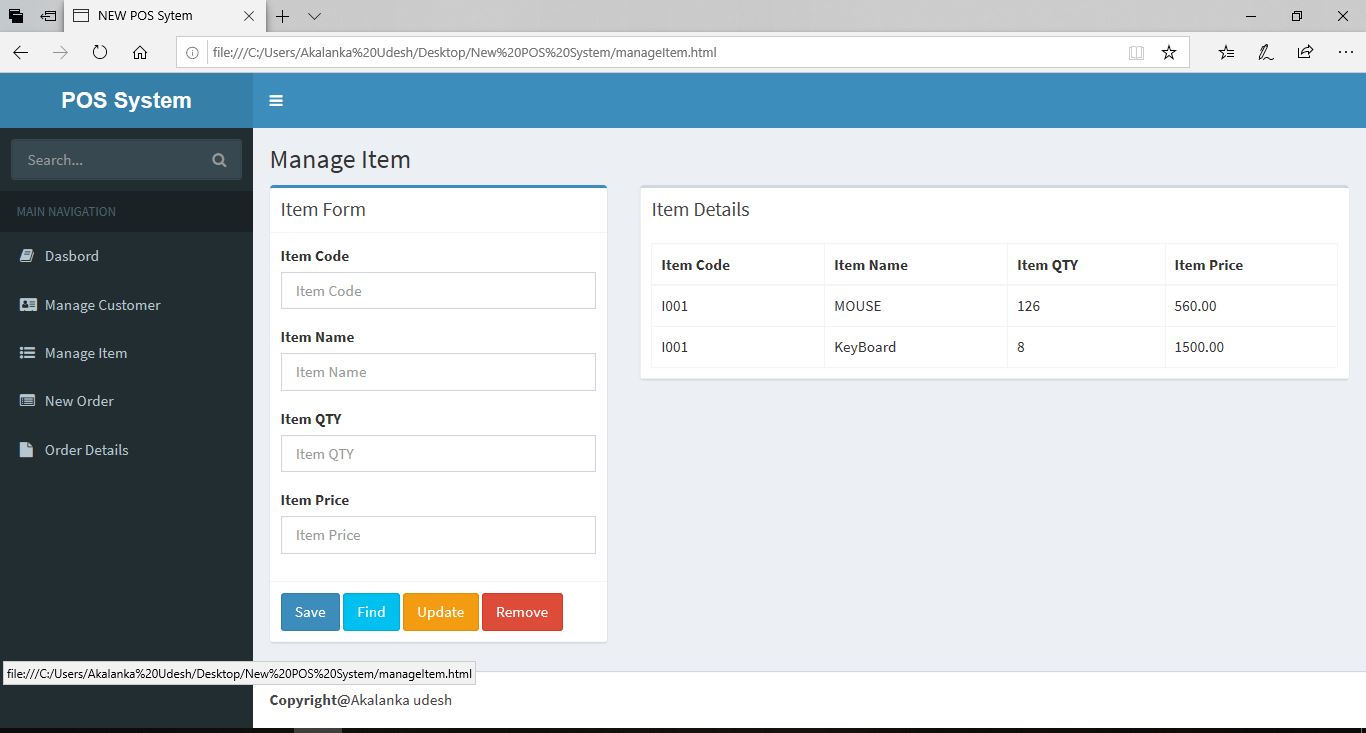 NEW POS Sytem
file:///C:/Users/Akalanka%20Udesh/Desktop/New%20POS%20System/manageItem.html
POS System
Search...
MAIN NAVIGATION
Dasbord
Manage Customer
Manage Item
New Order
Order Details
Manage Item
Item Form
Item Code
Item Code
Item Name
Item Name
Item QTY
Item QTY
Item Price
Item Price
Save Find Update Remove
Item Details
Item Code Item Name Item QTY Item Price
I001 MOUSE 126 560.00
I001 KeyBoard 8 1500.00
file:///C:/Users/Akalanka%20Udesh/Desktop/New%20POS%20System/manageItem.html
Copyright@Akalanka udesh